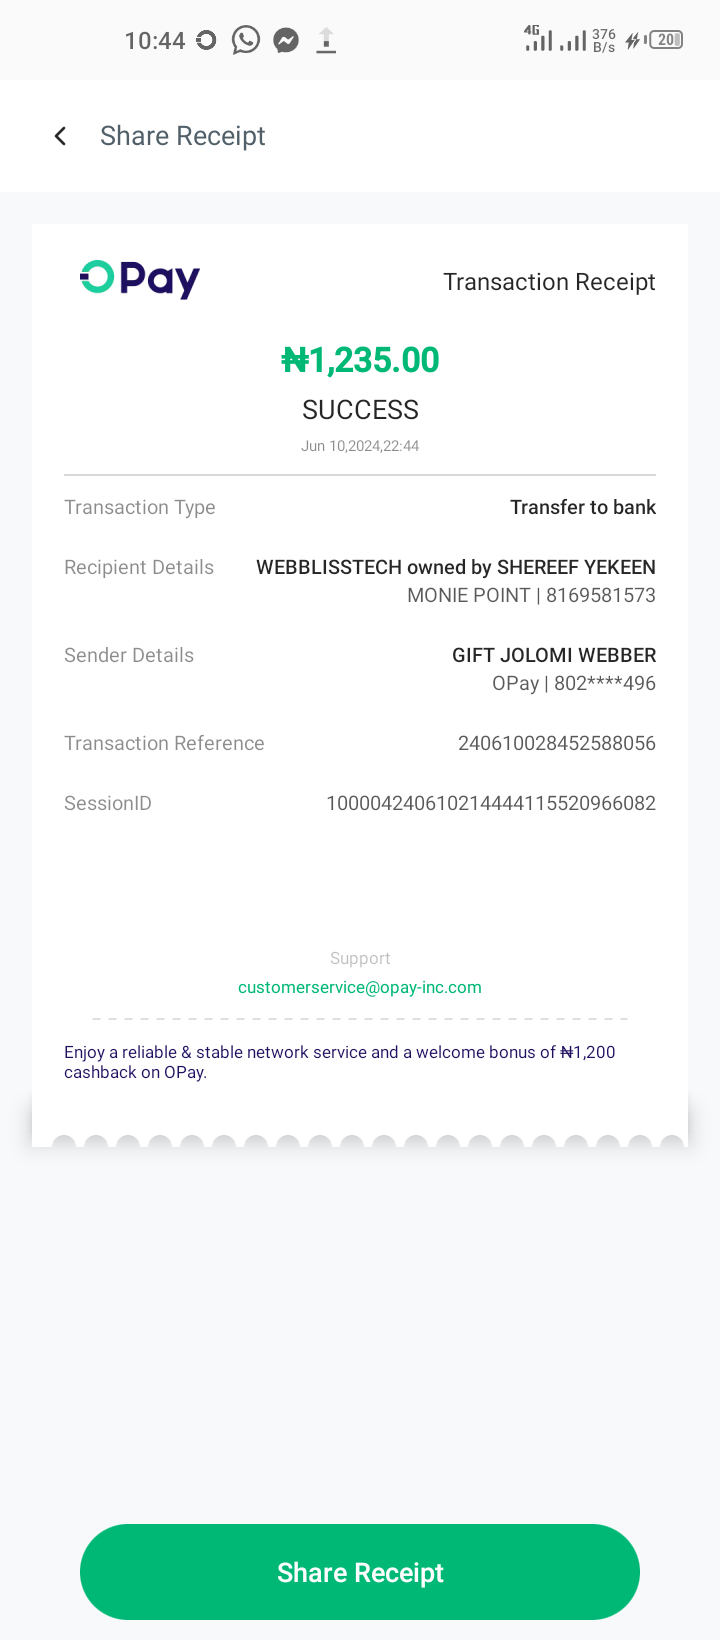 10:44
4G
376
B/s
20
Share Receipt
OPay
Transaction Receipt
₦1,235.00
SUCCESS
Jun 10,2024,22:44
Transaction Type
Transfer to bank
Recipient Details
WEBBLISSTECH owned by SHEREEF YEKEEN
MONIE POINT | 8169581573
Sender Details
GIFT JOLOMI WEBBER
OPay | 802****496
Transaction Reference
240610028452588056
SessionID
100004240610214444115520966082
Support
customerservice@opay-inc.com
Enjoy a reliable & stable network service and a welcome bonus of ₦1,200
cashback on OPay.
Share Receipt